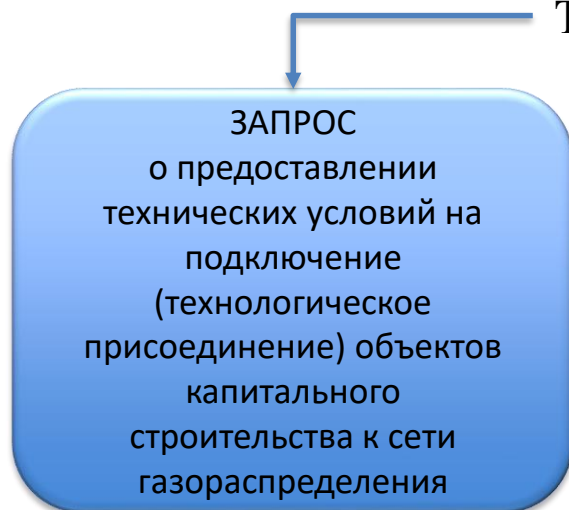 ЗАПРОС
о предоставлении
технических условий на
подключение
(технологическое
присоединение) объектов
капитального
строительства к сети
газораспределения